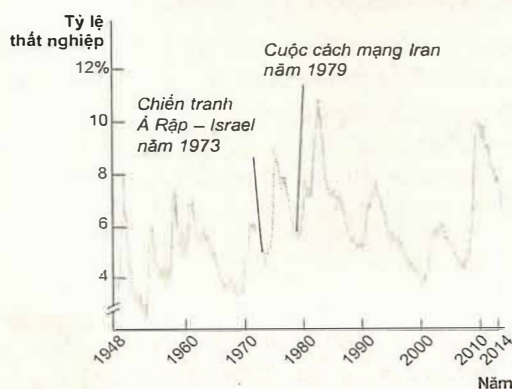 Tỷ lệ
thất nghiệp
12%
10
8
6
4
Cuộc cách mạng Iran
năm 1979
Chiến tranh
Ả Rập – Israel
năm 1973
1948
1960
1970
1980
1990
2000
2010
2014
Năm